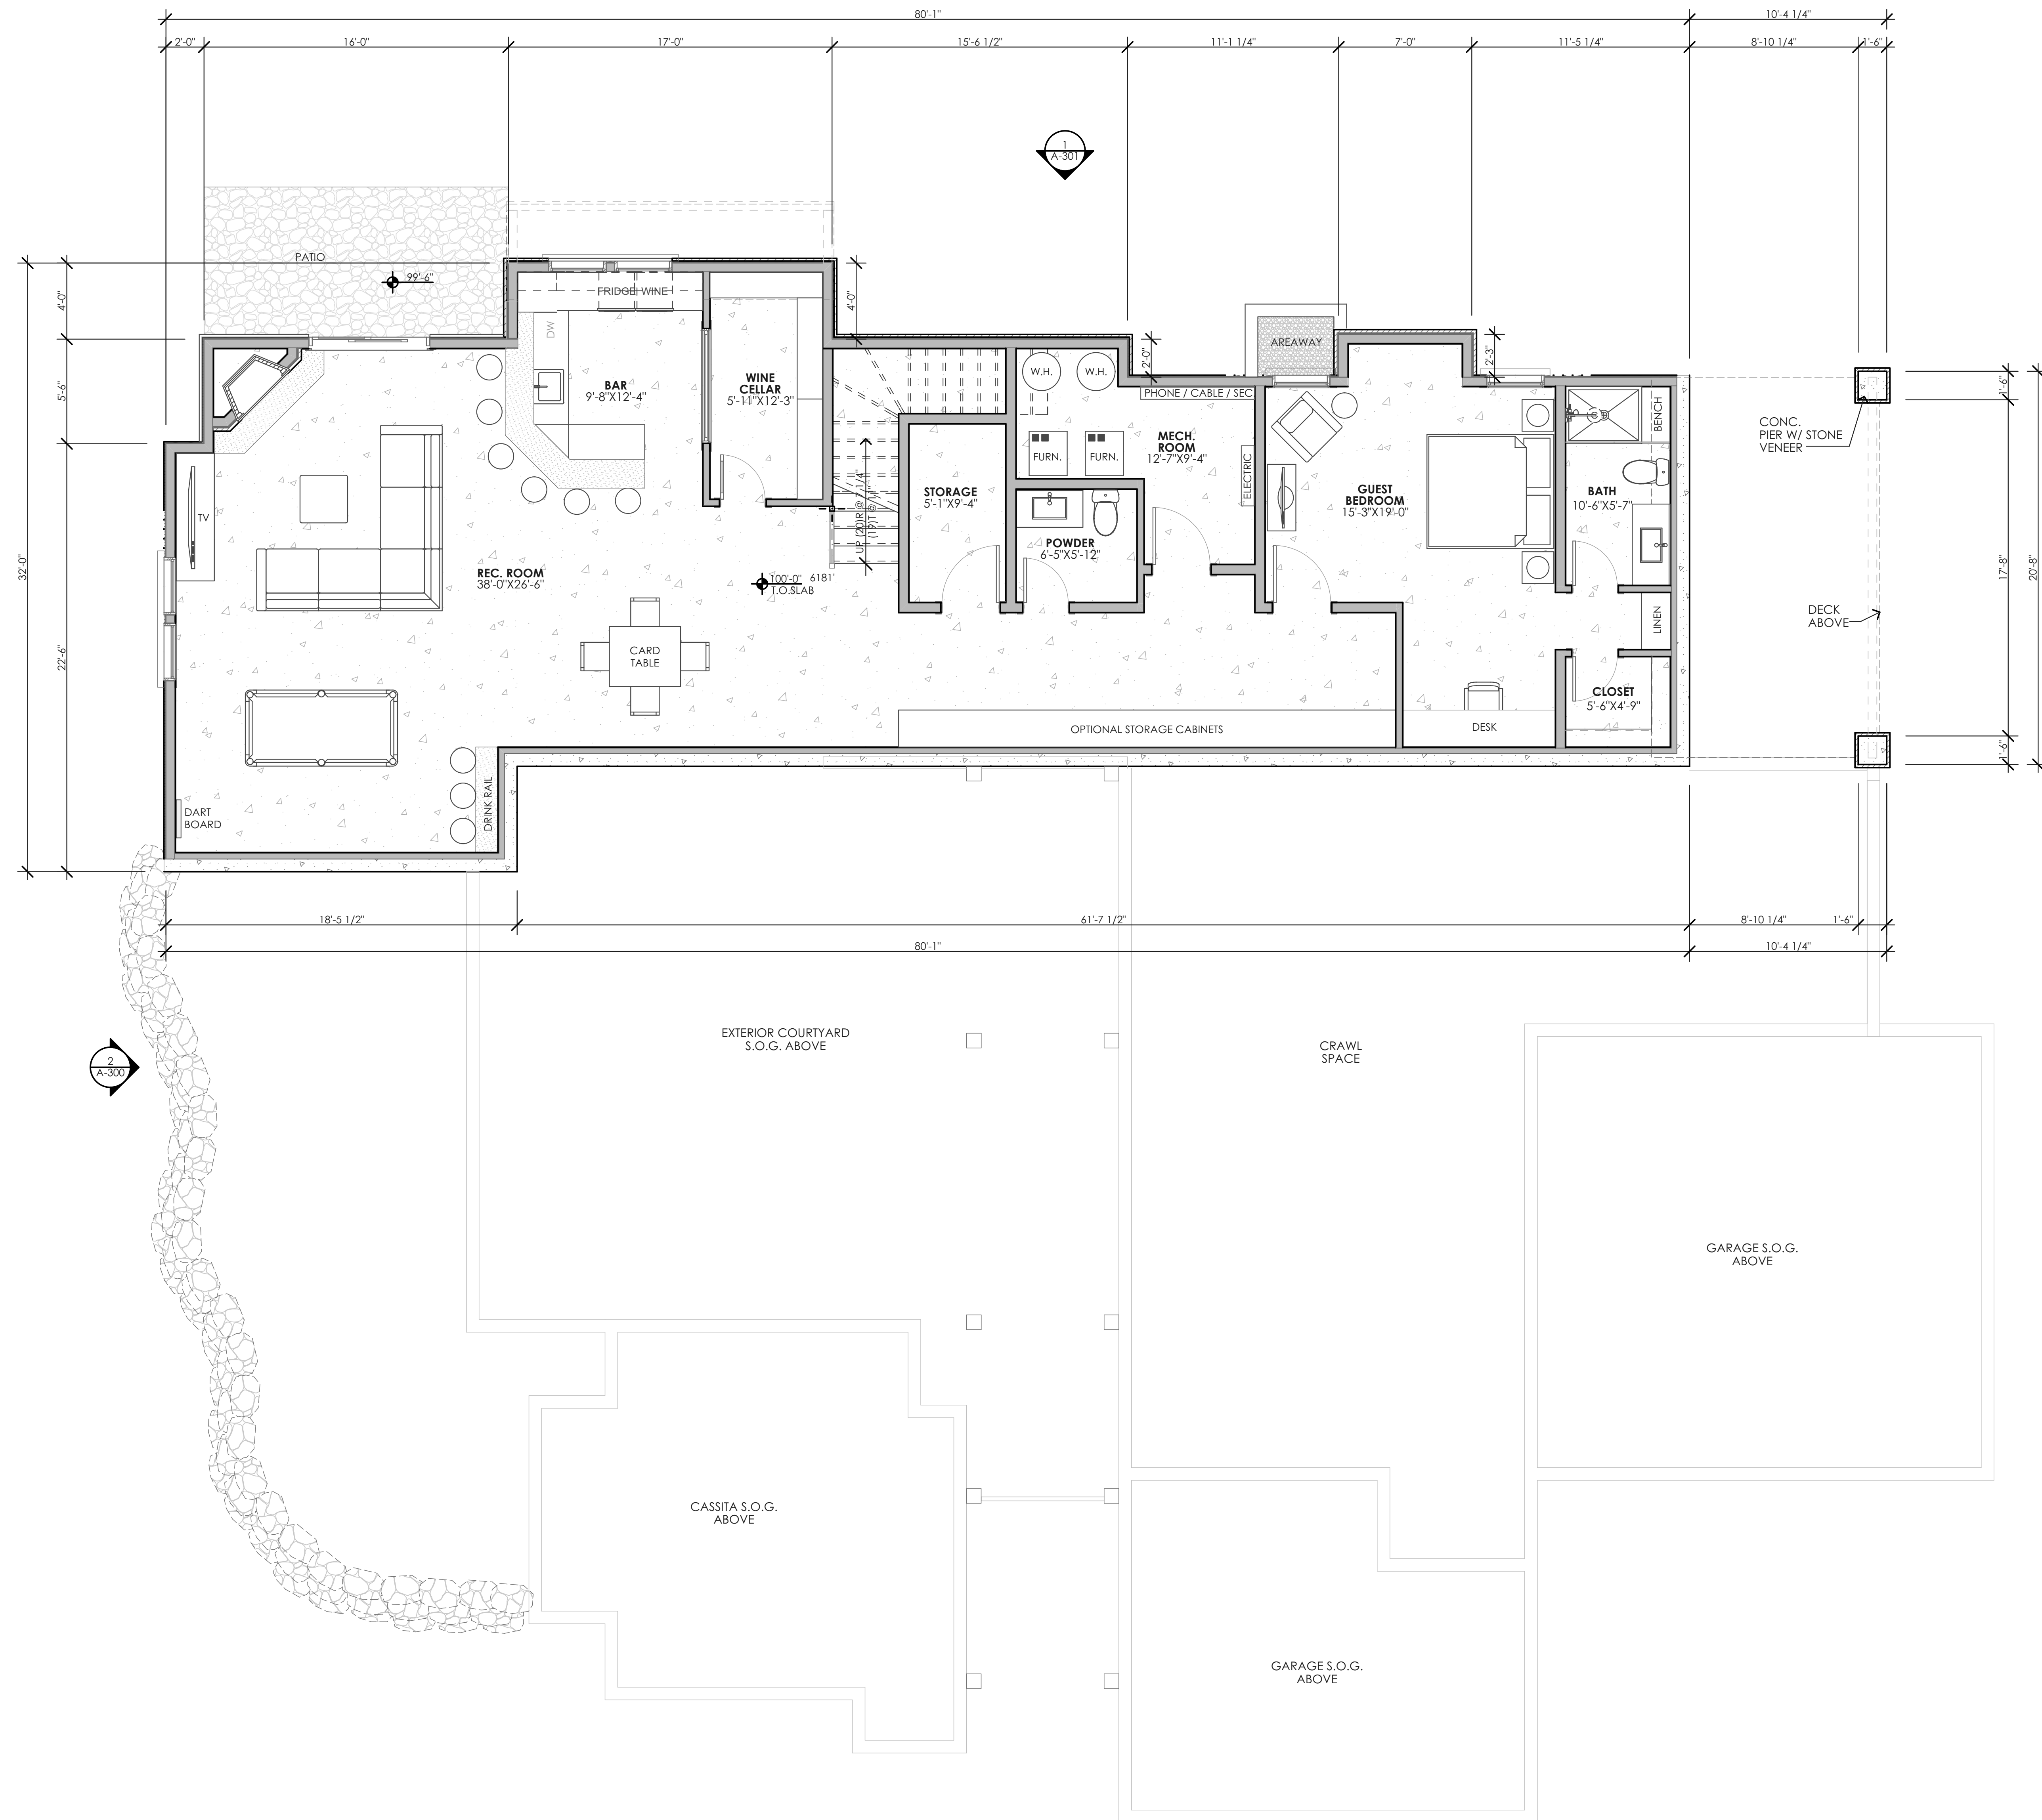 80'-1"
10'-4 1/4"
2'-0"
16'-0"
17'-0"
15'-6 1/2"
11'-1 1/4"
7'-0"
11'-5 1/4"
8'-10 1/4"
1'-6"
1
A-301
PATIO
99'-6"
4'-0"
5'-6"
22'-6"
32'-0"
4'-0"
2'-0"
2'-3"
FRIDGE
WINE
DW
BAR
9'-8"X12'-4"
WINE
CELLAR
5'-11"X12'-3"
W.H.
W.H.
PHONE / CABLE / SEC.
AREAWAY
FURN.
FURN.
MECH.
ROOM
12'-7"X9'-4"
ELECTRIC
STORAGE
5'-1"X9'-4"
POWDER
6'-5"X5'-12"
GUEST
BEDROOM
15'-3"X19'-0"
BENCH
BATH
10'-6"X5'-7"
LINEN
CLOSET
5'-6"X4'-9"
DESK
CONC.
PIER W/ STONE
VENEER
DECK
ABOVE
1'-6"
17'-8"
1'-6"
20'-8"
TV
REC. ROOM
38'-0"X26'-6"
100'-0"
6181'
T.O.SLAB
CARD
TABLE
OPTIONAL STORAGE CABINETS
DRINK RAIL
DART
BOARD
18'-5 1/2"
61'-7 1/2"
8'-10 1/4"
1'-6"
80'-1"
10'-4 1/4"
2
A-300
EXTERIOR COURTYARD
S.O.G. ABOVE
CRAWL
SPACE
GARAGE S.O.G.
ABOVE
CASSITA S.O.G.
ABOVE
GARAGE S.O.G.
ABOVE